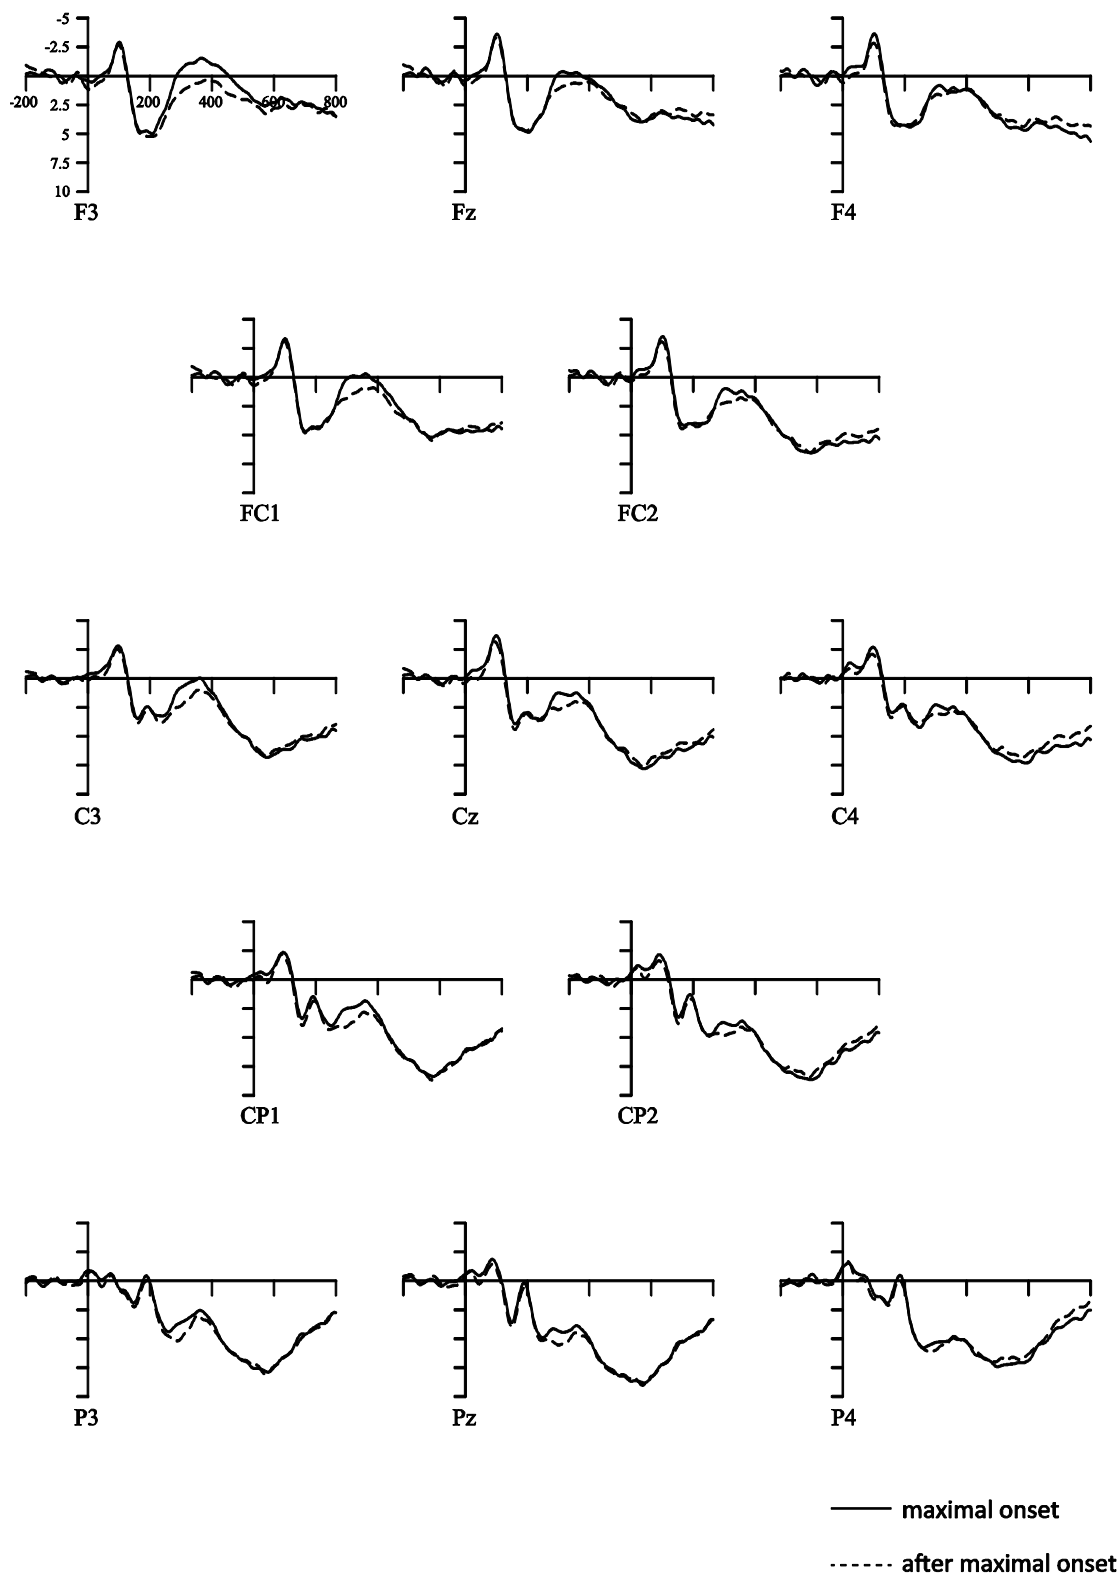 -5
-2.5
-200 200 400 600 800
2.5
5
7.5
10
F3 Fz F4
FC1 FC2
C3 Cz C4
CP1 CP2
P3 Pz P4
maximal onset
after maximal onset